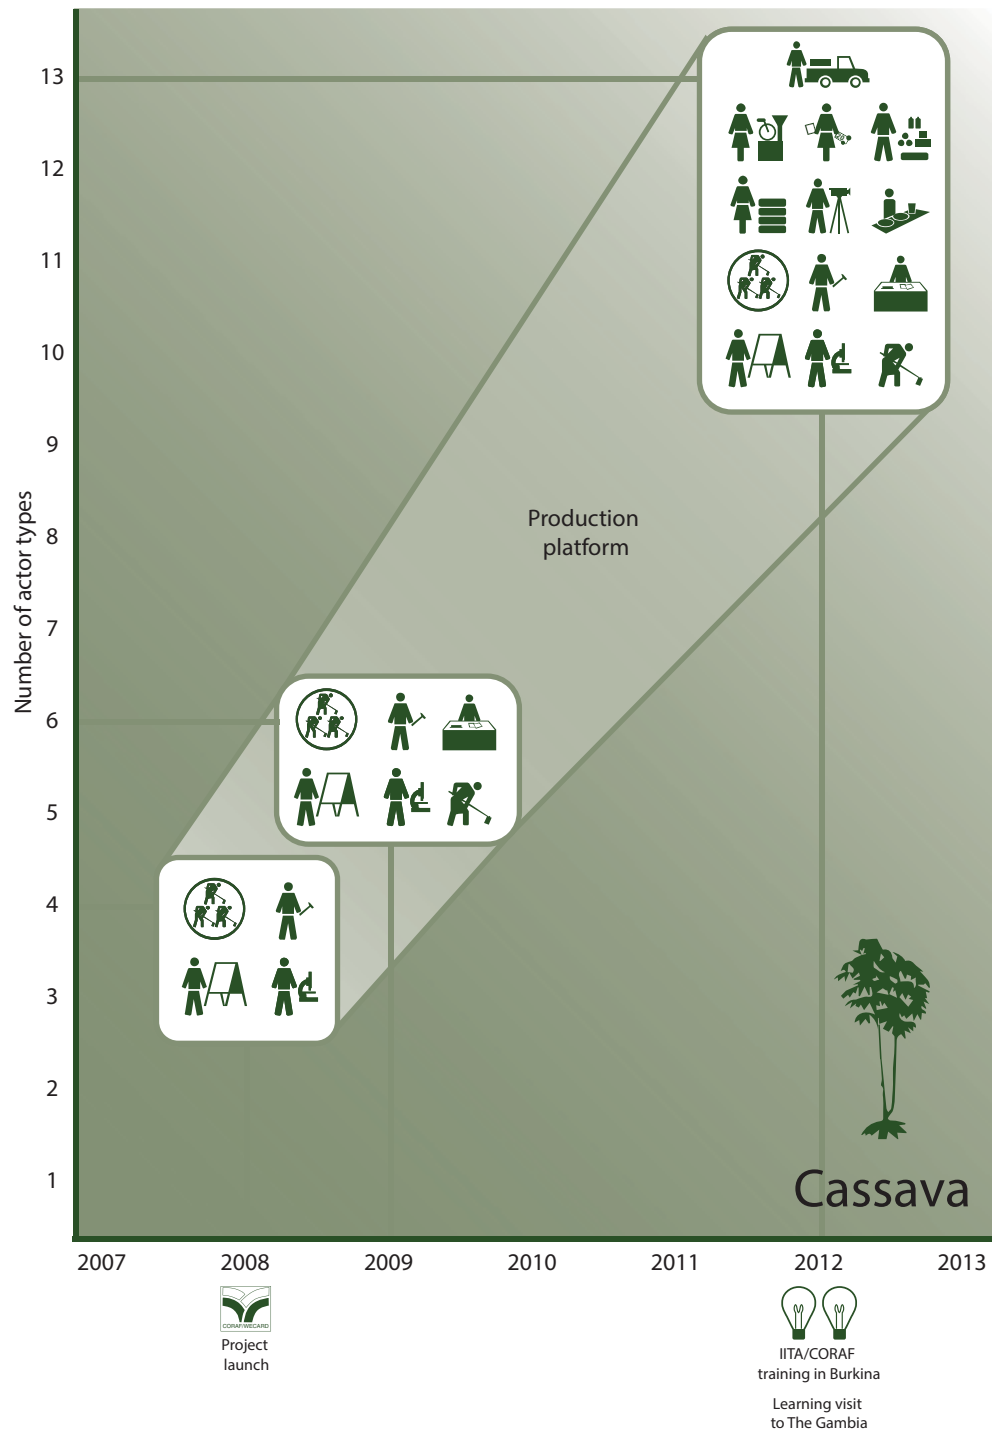 13
12
11
10
9
8
7
6
5
4
3
2
1
Number of actor types
Production
platform
Cassava
2007
2008
2009
2010
2011
2012
2013
CORAF/WECARD
Project
launch
IITA/CORAF
training in Burkina
Learning visit
to The Gambia